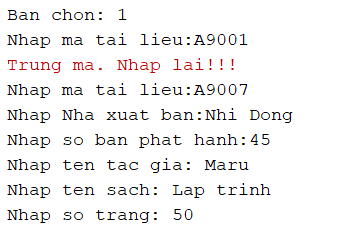 Ban chon: 1
Nhap ma tai lieu:A9001
Trung ma. Nhap lai!!!
Nhap ma tai lieu:A9007
Nhap Nha xuat ban:Nhi Dong
Nhap so ban phat hanh:45
Nhap ten tac gia: Maru
Nhap ten sach: Lap trinh
Nhap so trang: 50